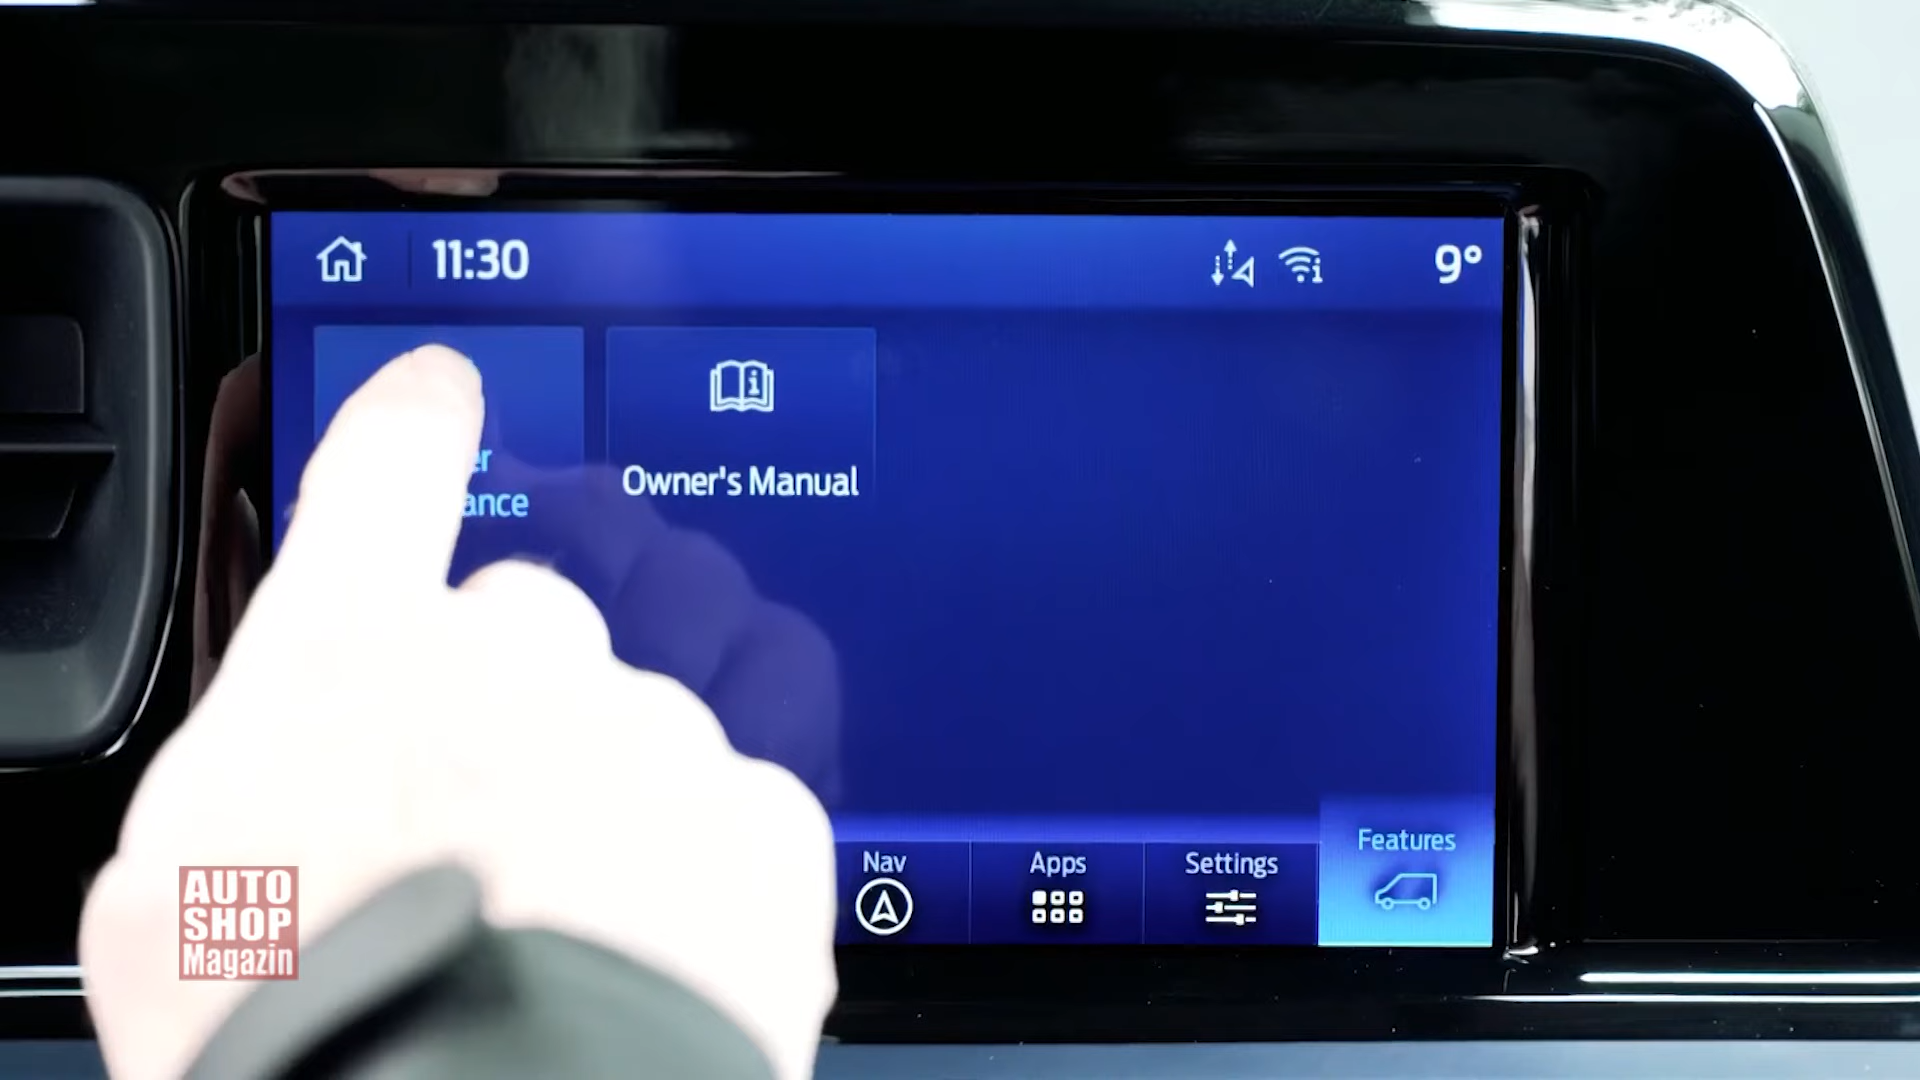 11:30
9°
er
ance
Owner's Manual
Nav
Apps
Settings
Features
AUTO
SHOP
Magazin